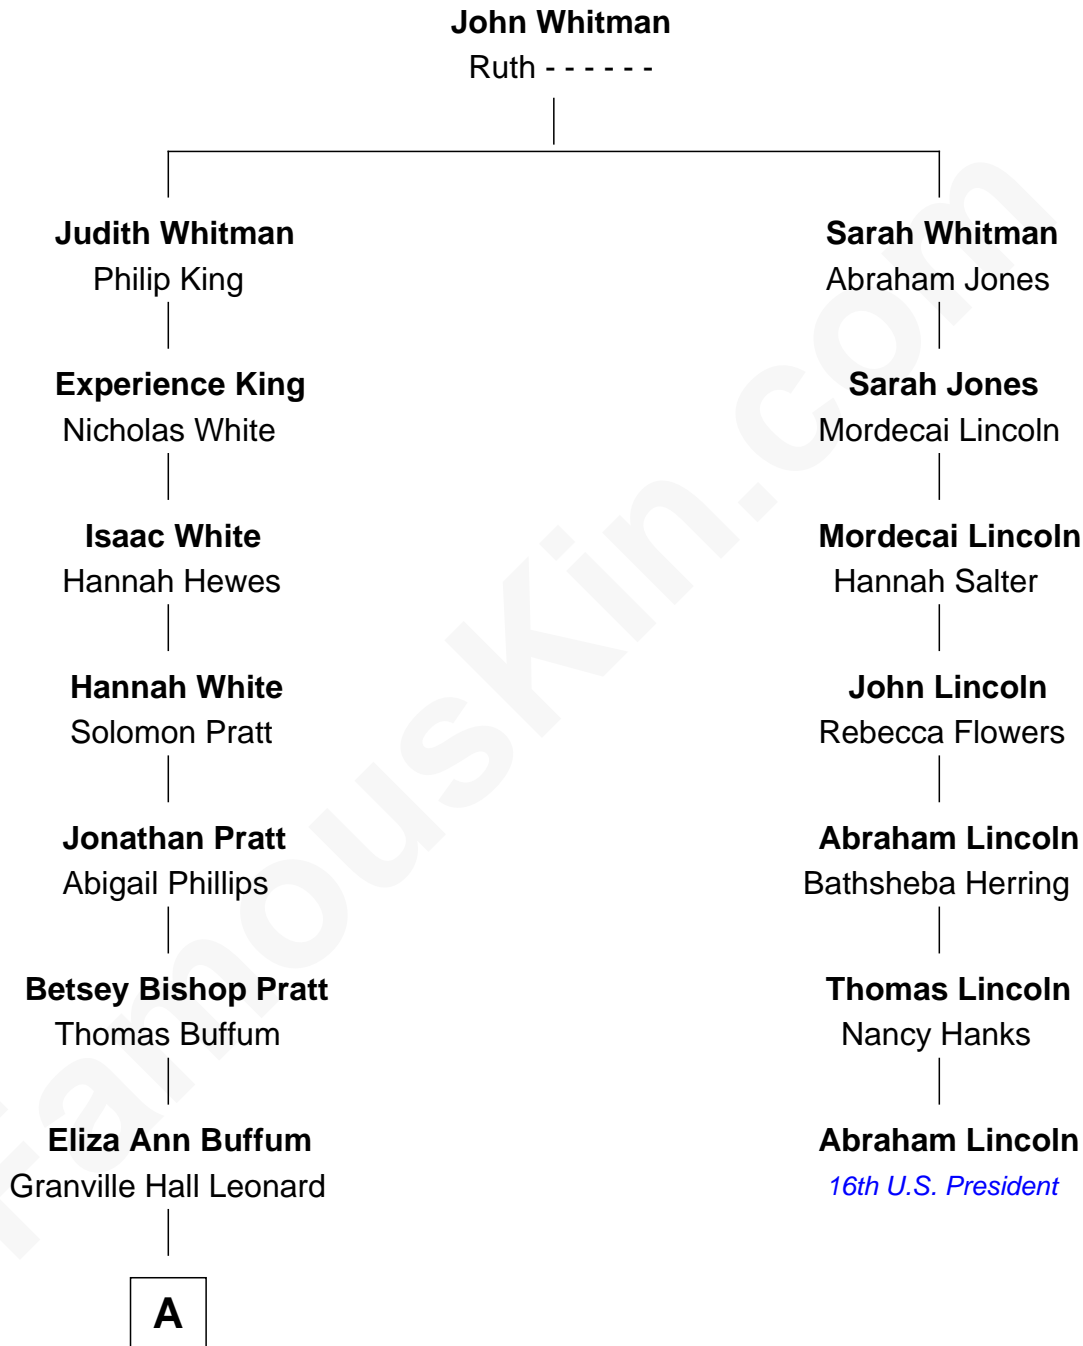 John Whitman
Ruth - - - - - -
Judith Whitman
Philip King
Sarah Whitman
Abraham Jones
Experience King
Nicholas White
Sarah Jones
Mordecai Lincoln
Isaac White
Hannah Hewes
Mordecai Lincoln
Hannah Salter
Hannah White
Solomon Pratt
John Lincoln
Rebecca Flowers
Jonathan Pratt
Abigail Phillips
Abraham Lincoln
Bathsheba Herring
Betsey Bishop Pratt
Thomas Buffum
Thomas Lincoln
Nancy Hanks
Eliza Ann Buffum
Granville Hall Leonard
Abraham Lincoln
16th U.S. President
A
FamousKin.com